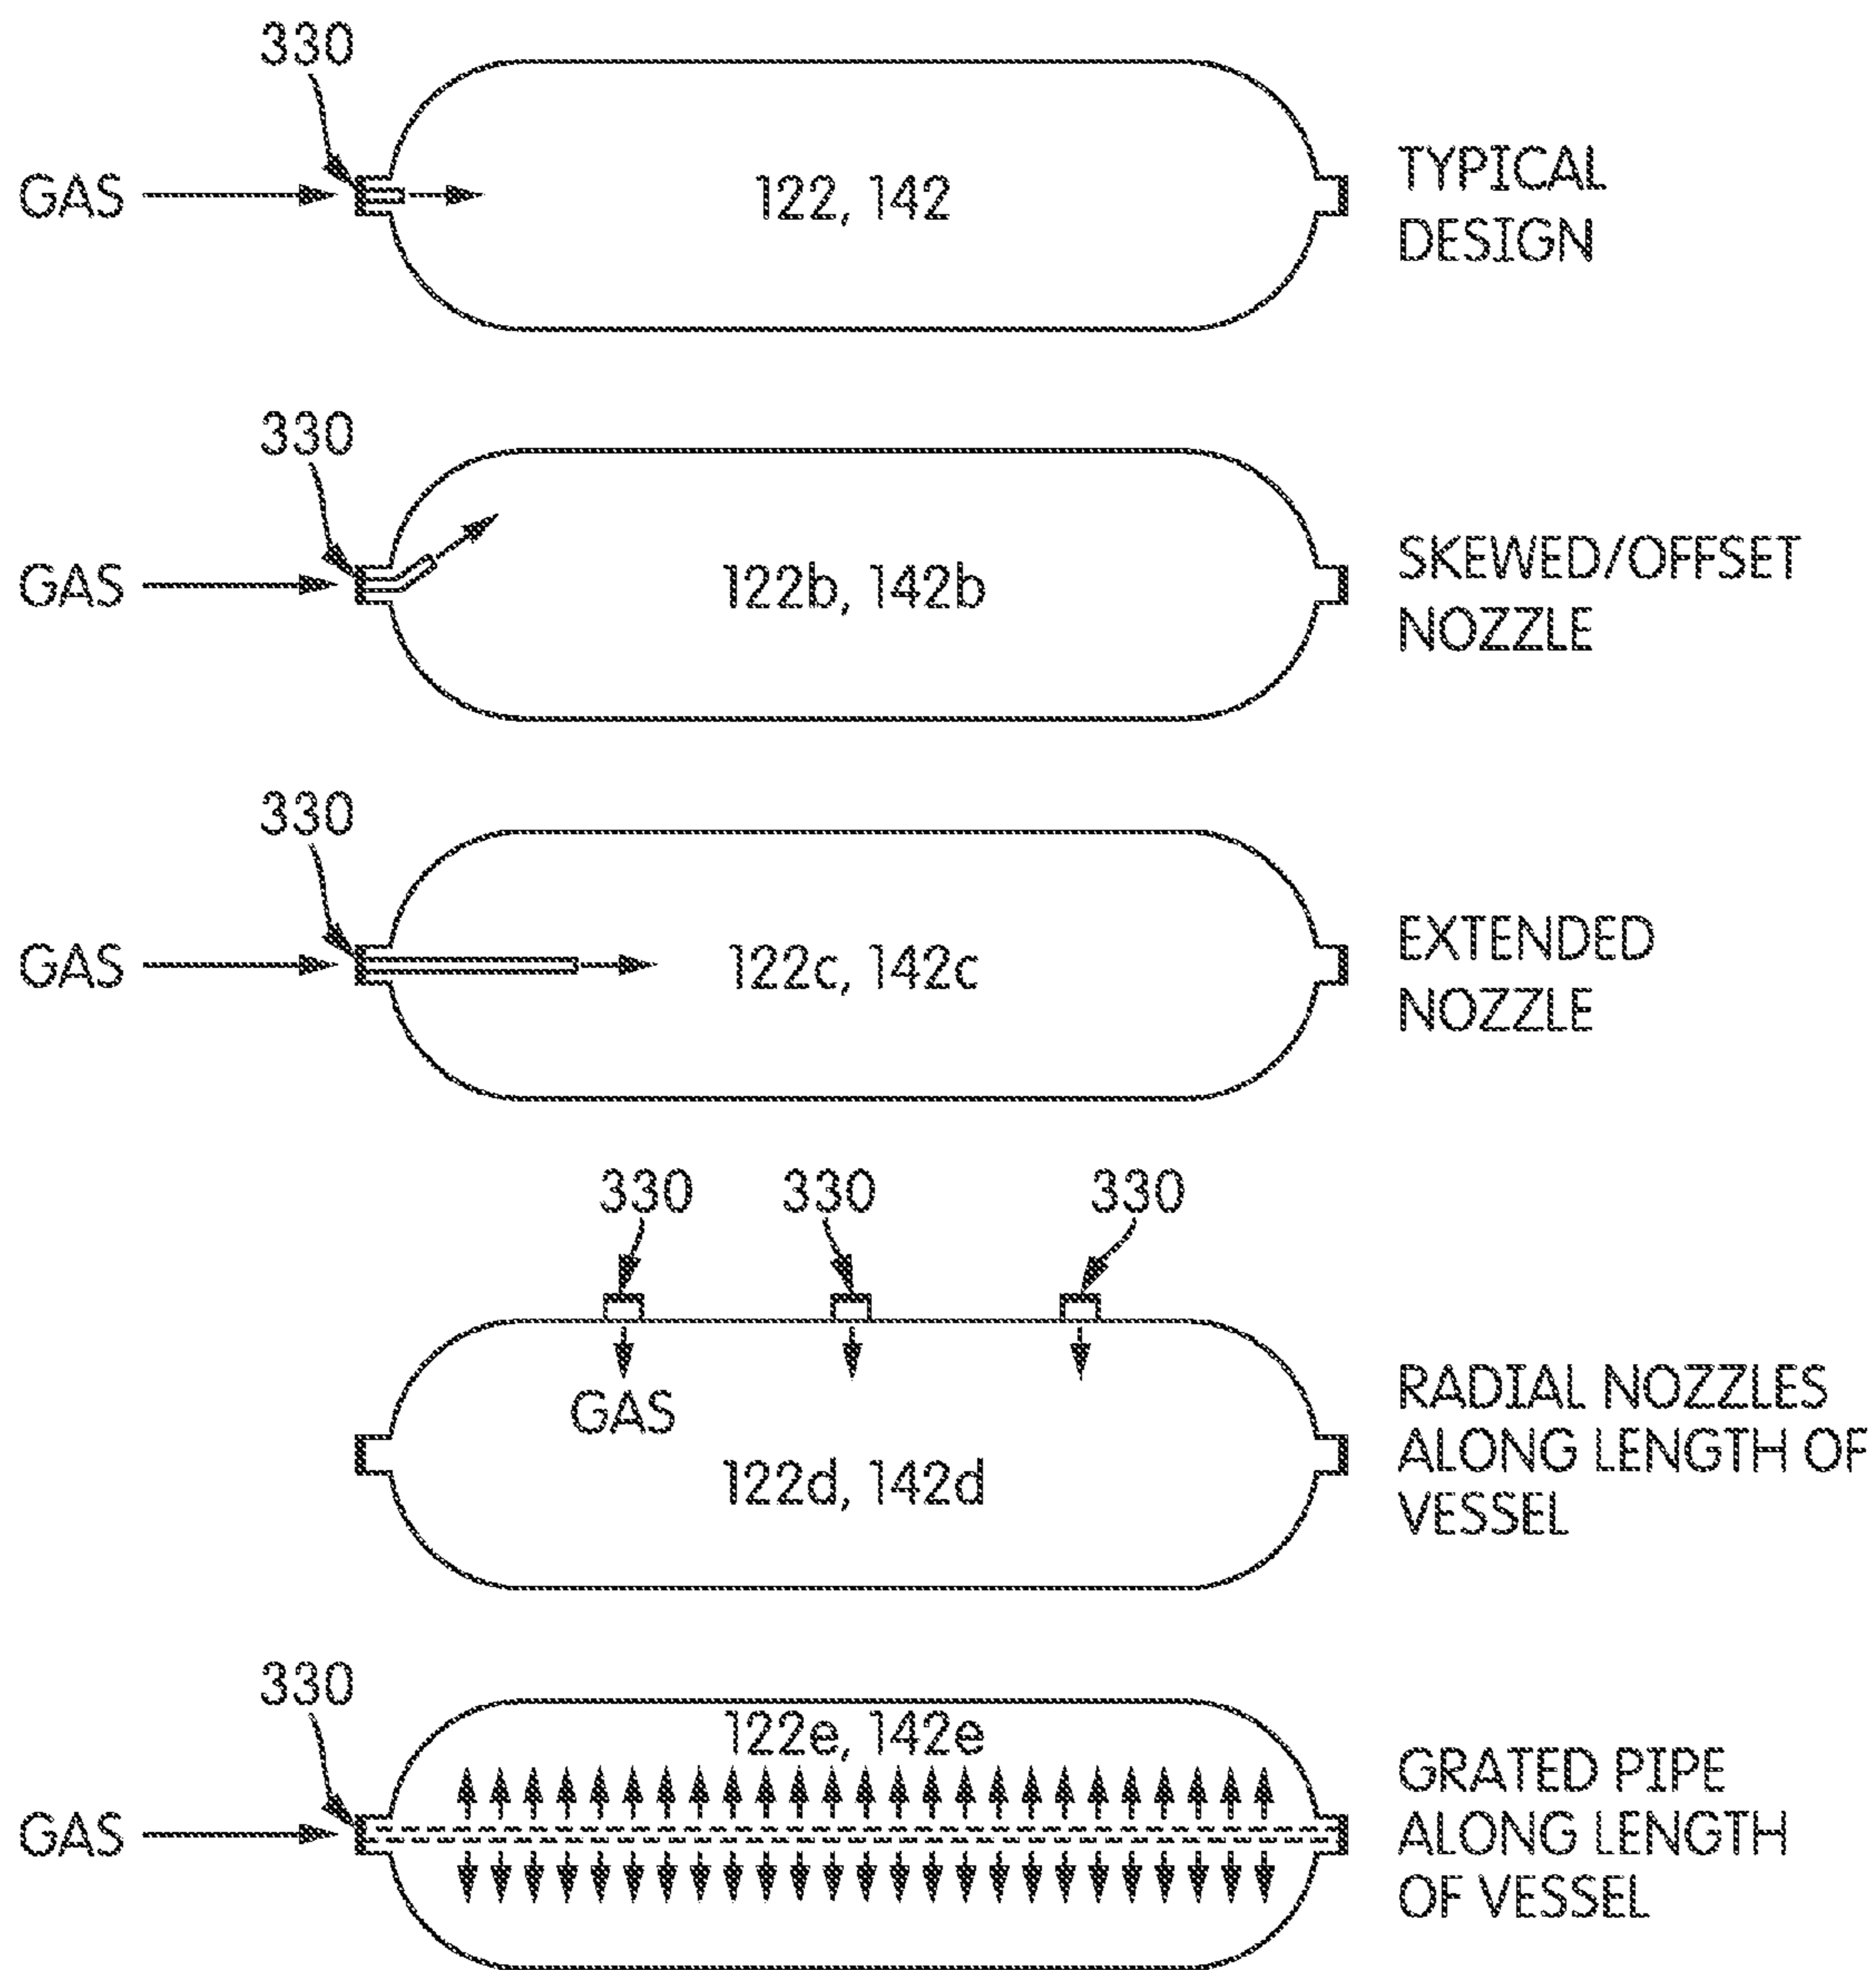 330
GAS
122, 142
TYPICAL
DESIGN
330
GAS
122b, 142b
SKEWED/OFFSET
NOZZLE
330
GAS
122c, 142c
EXTENDED
NOZZLE
330 330 330
GAS
122d, 142d
RADIAL NOZZLES
ALONG LENGTH OF
VESSEL
330
122e, 142e
GAS
GRATED PIPE
ALONG LENGTH
OF VESSEL